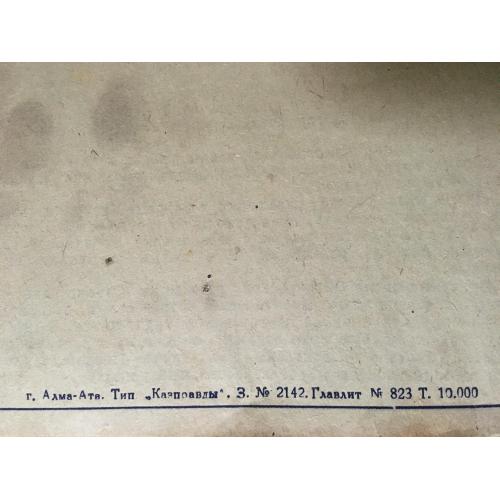 г. Алма-Ата. Тип „Казправды“. З. № 2142. Главлит № 823 Т. 10.000